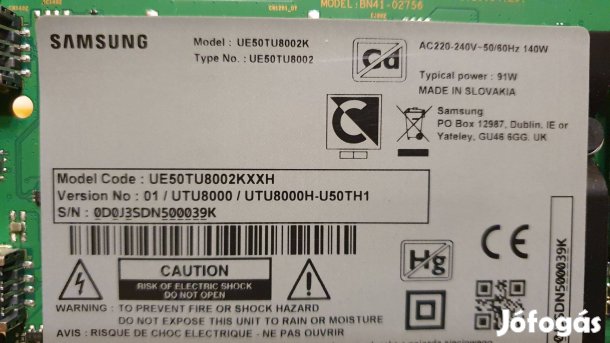 MODEL: BN41-02756
SAMSUNG
Model : UE50TU8002K
Type No. : UE50TU8002
Cd
AC220-240V~50/60Hz 140W
Typical power : 91W
MADE IN SLOVAKIA
Samsung
PO Box 12987, Dublin. IE or
Yateley, GU46 6GG. UK
Model Code : UE50TU8002KXXH
Version No : 01 / UTU8000 / UTU8000H-U50TH1
S/N : 0D0J3SDN500039K
CAUTION
RISK OF ELECTRIC SHOCK
DO NOT OPEN
Hg
CE
SDN500039K
WARNING : TO PREVENT FIRE OR SHOCK HAZARD
DO NOT EXPOSE THIS UNIT TO RAIN OR MOISTURE
AVIS : RISQUE DE CHOC ELECTRIQUE - NE PAS OUVRIR
Jófogás